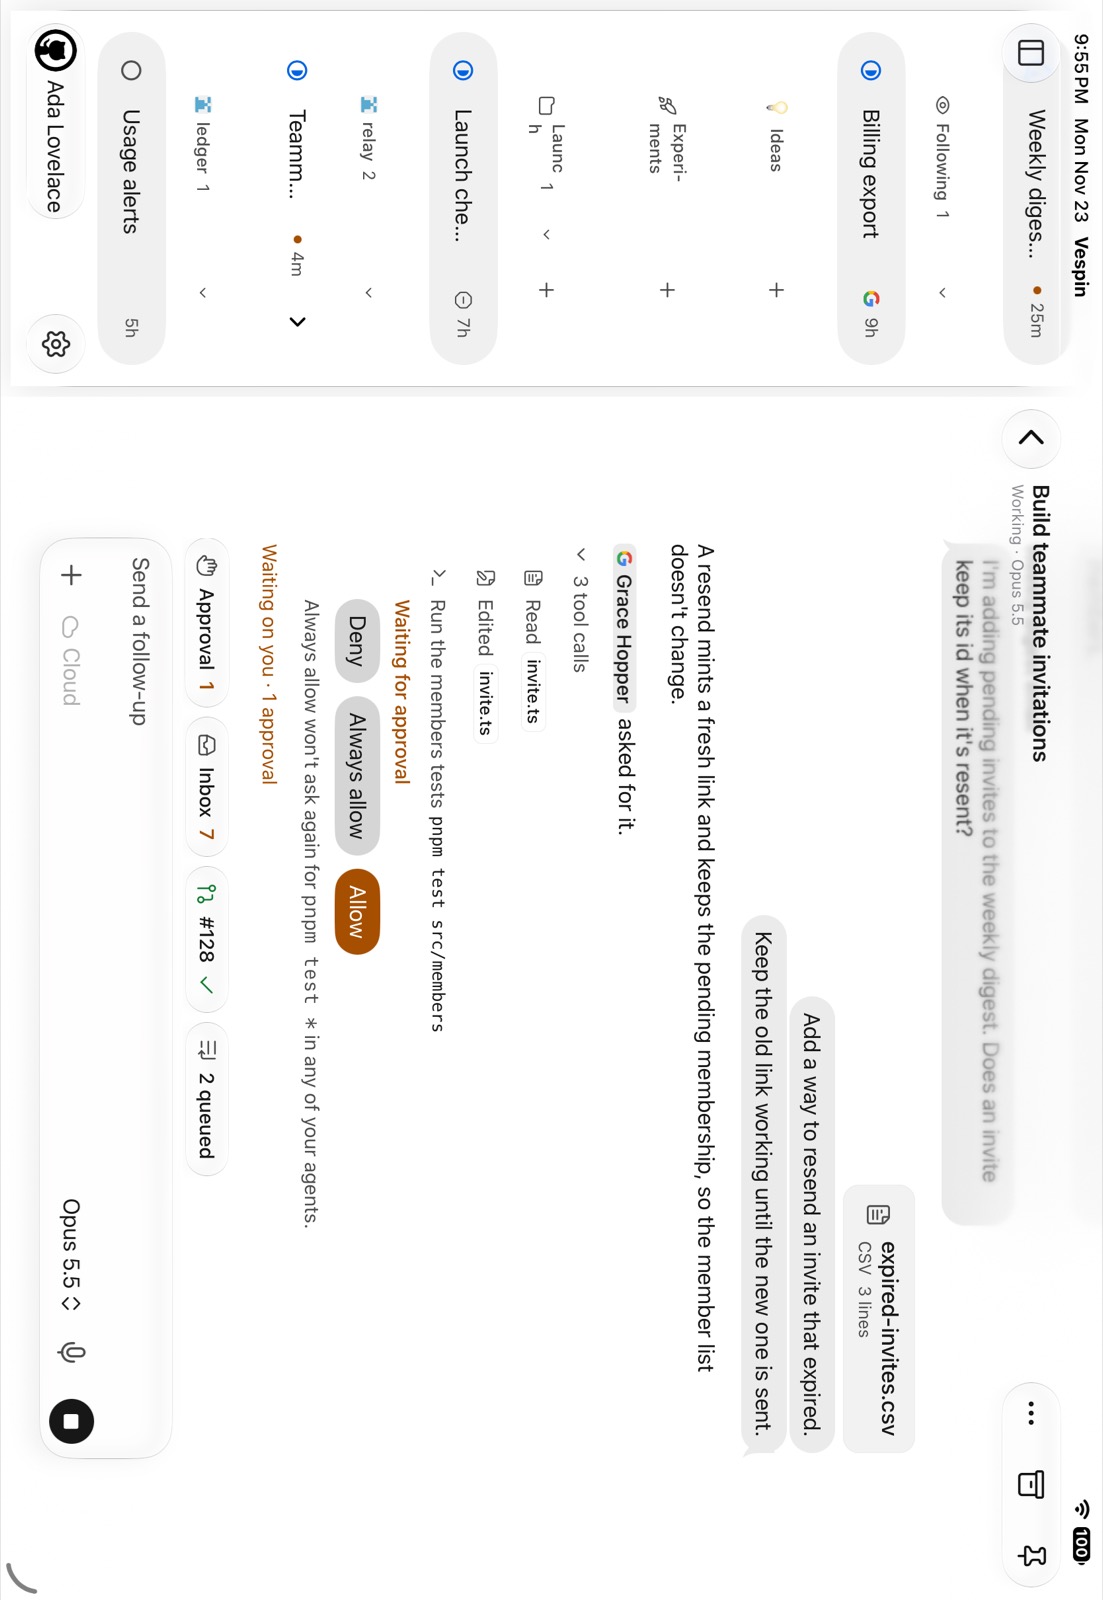 9:55 PM Mon Nov 23 Vespin
100
Weekly diges... 25m
Following 1
Billing export 9h
Ideas
Experi-
ments
Launc
h 1
Launch che... 7h
relay 2
Teamm... 4m
ledger 1
Usage alerts 5h
Ada Lovelace
Build teammate invitations
Working · Opus 5.5
I'm adding pending invites to the weekly digest. Does an invite
keep its id when it's resent?
expired-invites.csv
CSV 3 lines
Add a way to resend an invite that expired.
Keep the old link working until the new one is sent.
A resend mints a fresh link and keeps the pending membership, so the member list
doesn't change.
Grace Hopper asked for it.
3 tool calls
Read invite.ts
Edited invite.ts
Run the members tests pnpm test src/members
Waiting for approval
Deny Always allow Allow
Always allow won't ask again for pnpm test * in any of your agents.
Waiting on you · 1 approval
Approval 1 Inbox 7 #128 2 queued
Send a follow-up
Cloud Opus 5.5